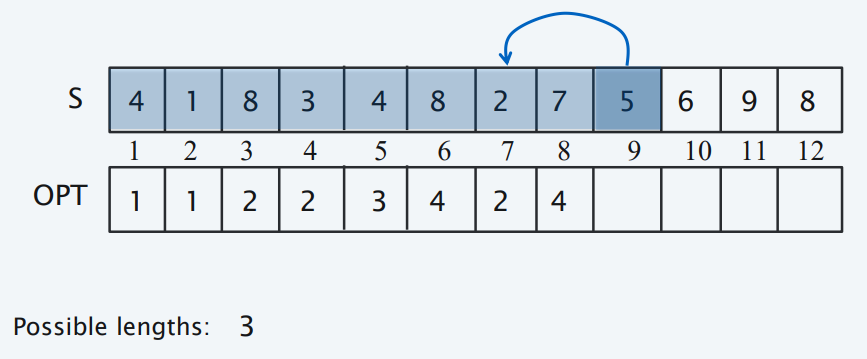 S 4 1 8 3 4 8 2 7 5 6 9 8
1 2 3 4 5 6 7 8 9 10 11 12
OPT 1 1 2 2 3 4 2 4
Possible lengths: 3